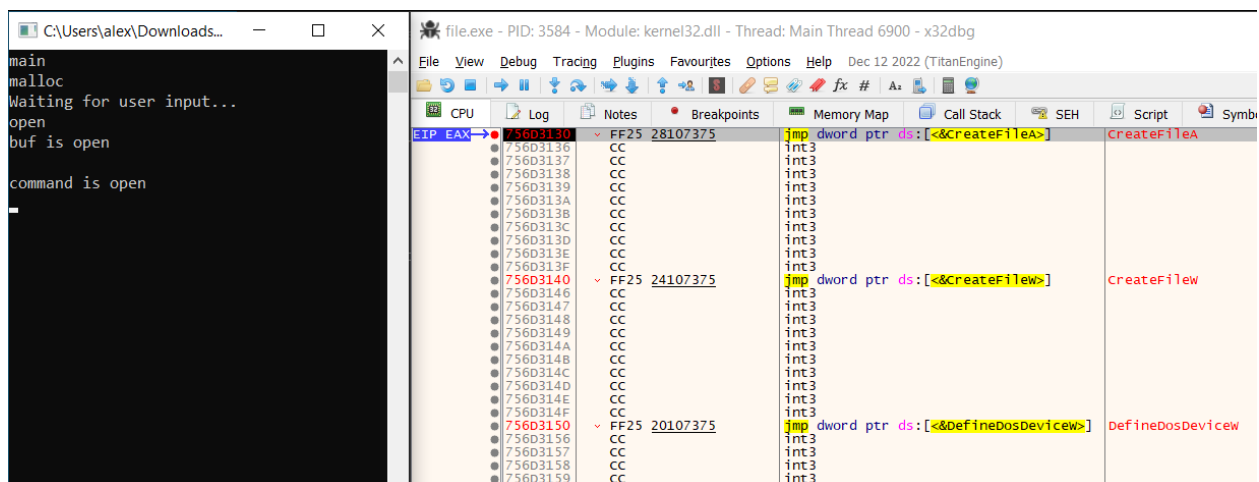 C:\Users\alex\Downloads...
main
malloc
Waiting for user input...
open
buf is open
command is open
file.exe - PID: 3584 - Module: kernel32.dll - Thread: Main Thread 6900 - x32dbg
File View Debug Tracing Plugins Favourites Options Help Dec 12 2022 (TitanEngine)
CPU Log Notes Breakpoints Memory Map Call Stack SEH Script Symb
EIP EAX 756D3130 FF25 28107375 jmp dword ptr ds:[<&CreateFileA>] CreateFileA
756D3136 CC int3
756D3137 CC int3
756D3138 CC int3
756D3139 CC int3
756D313A CC int3
756D313B CC int3
756D313C CC int3
756D313D CC int3
756D313E CC int3
756D313F CC int3
756D3140 FF25 24107375 jmp dword ptr ds:[<&CreateFileW>] CreateFileW
756D3146 CC int3
756D3147 CC int3
756D3148 CC int3
756D3149 CC int3
756D314A CC int3
756D314B CC int3
756D314C CC int3
756D314D CC int3
756D314E CC int3
756D314F CC int3
756D3150 FF25 20107375 jmp dword ptr ds:[<&DefineDosDeviceW>] DefineDosDeviceW
756D3156 CC int3
756D3157 CC int3
756D3158 CC int3
756D3159 CC int3